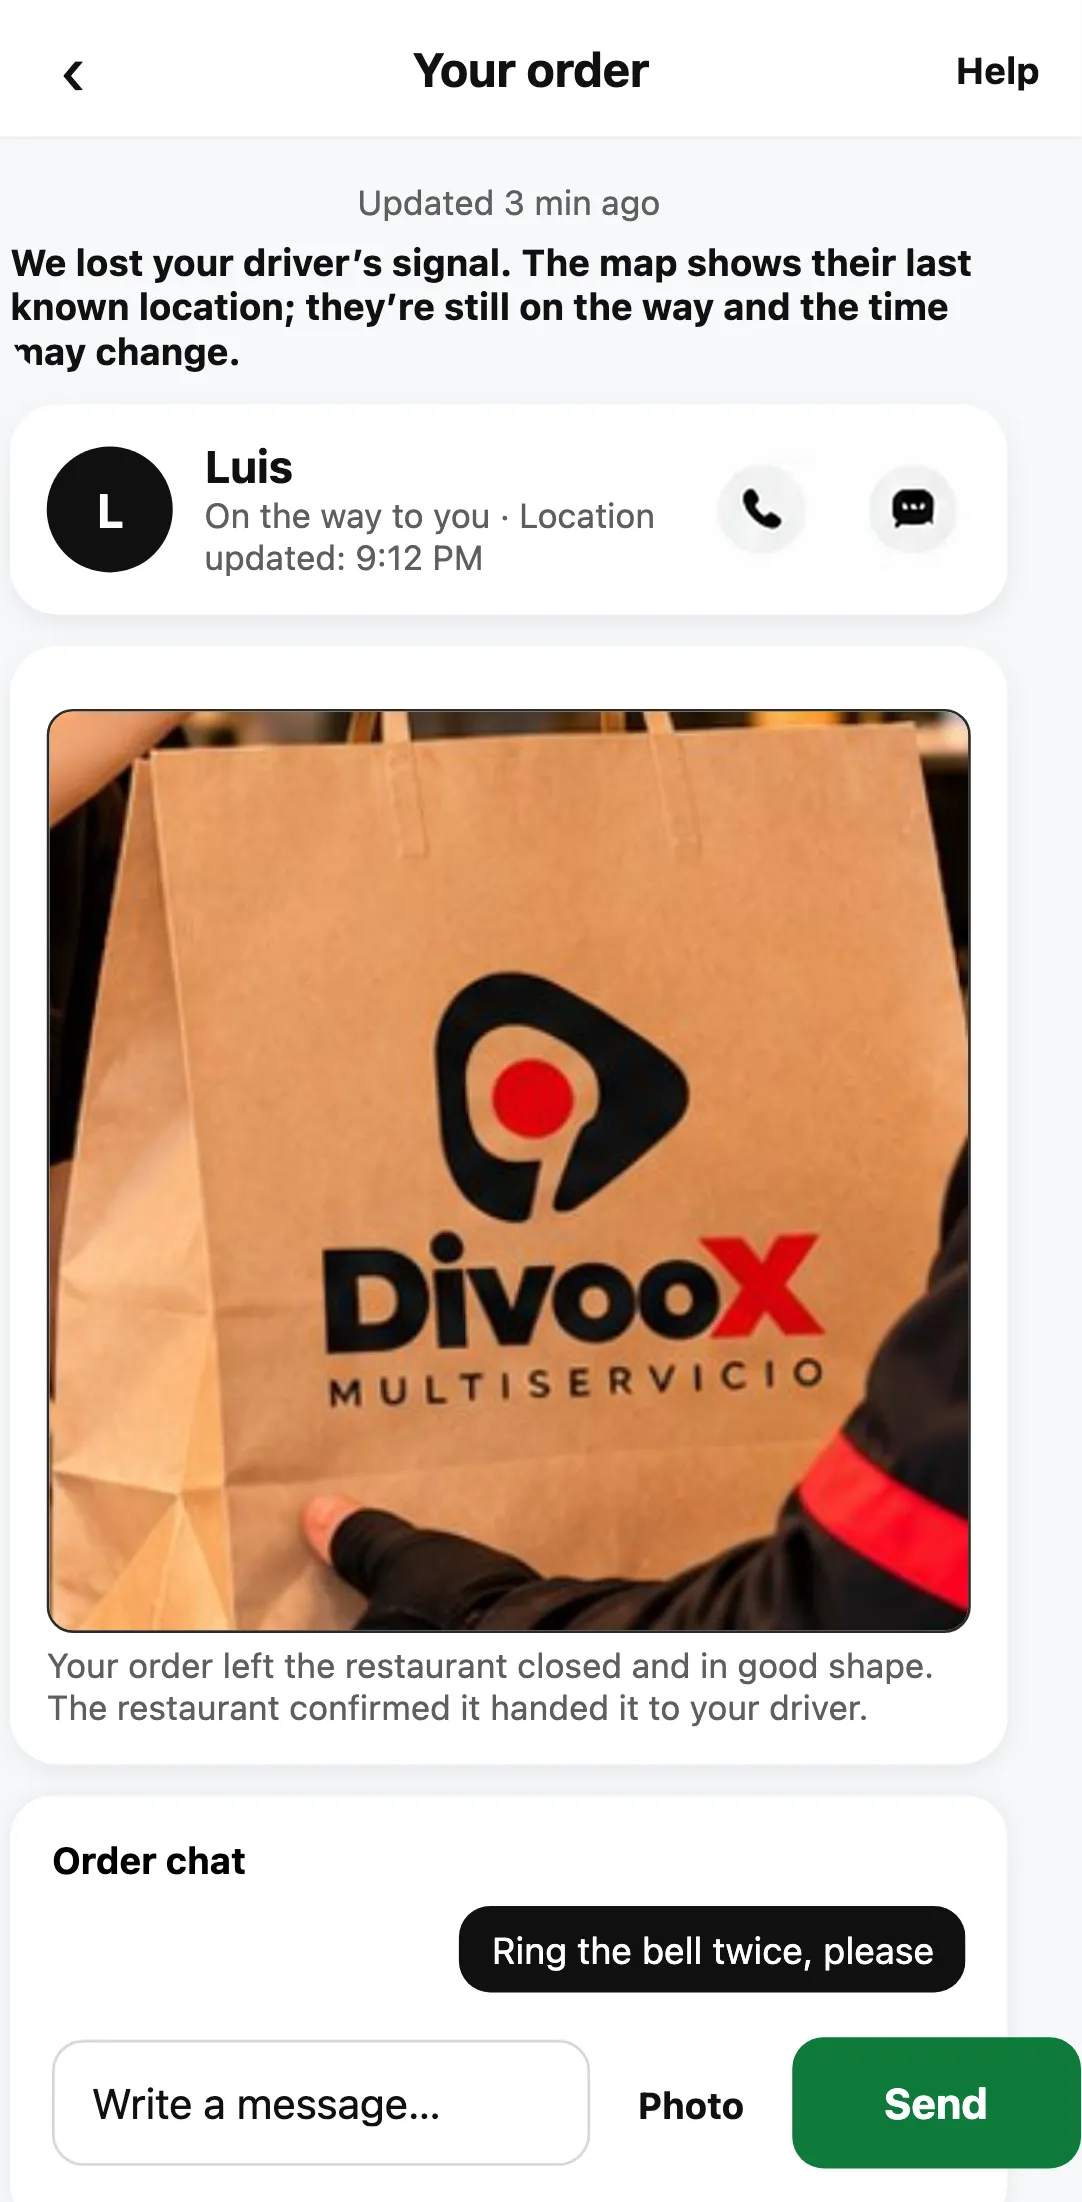 Your order
Help
Updated 3 min ago
We lost your driver’s signal. The map shows their last
known location; they’re still on the way and the time
may change.
L
Luis
On the way to you · Location
updated: 9:12 PM
DivooX
MULTISERVICIO
Your order left the restaurant closed and in good shape.
The restaurant confirmed it handed it to your driver.
Order chat
Ring the bell twice, please
Write a message...
Photo
Send